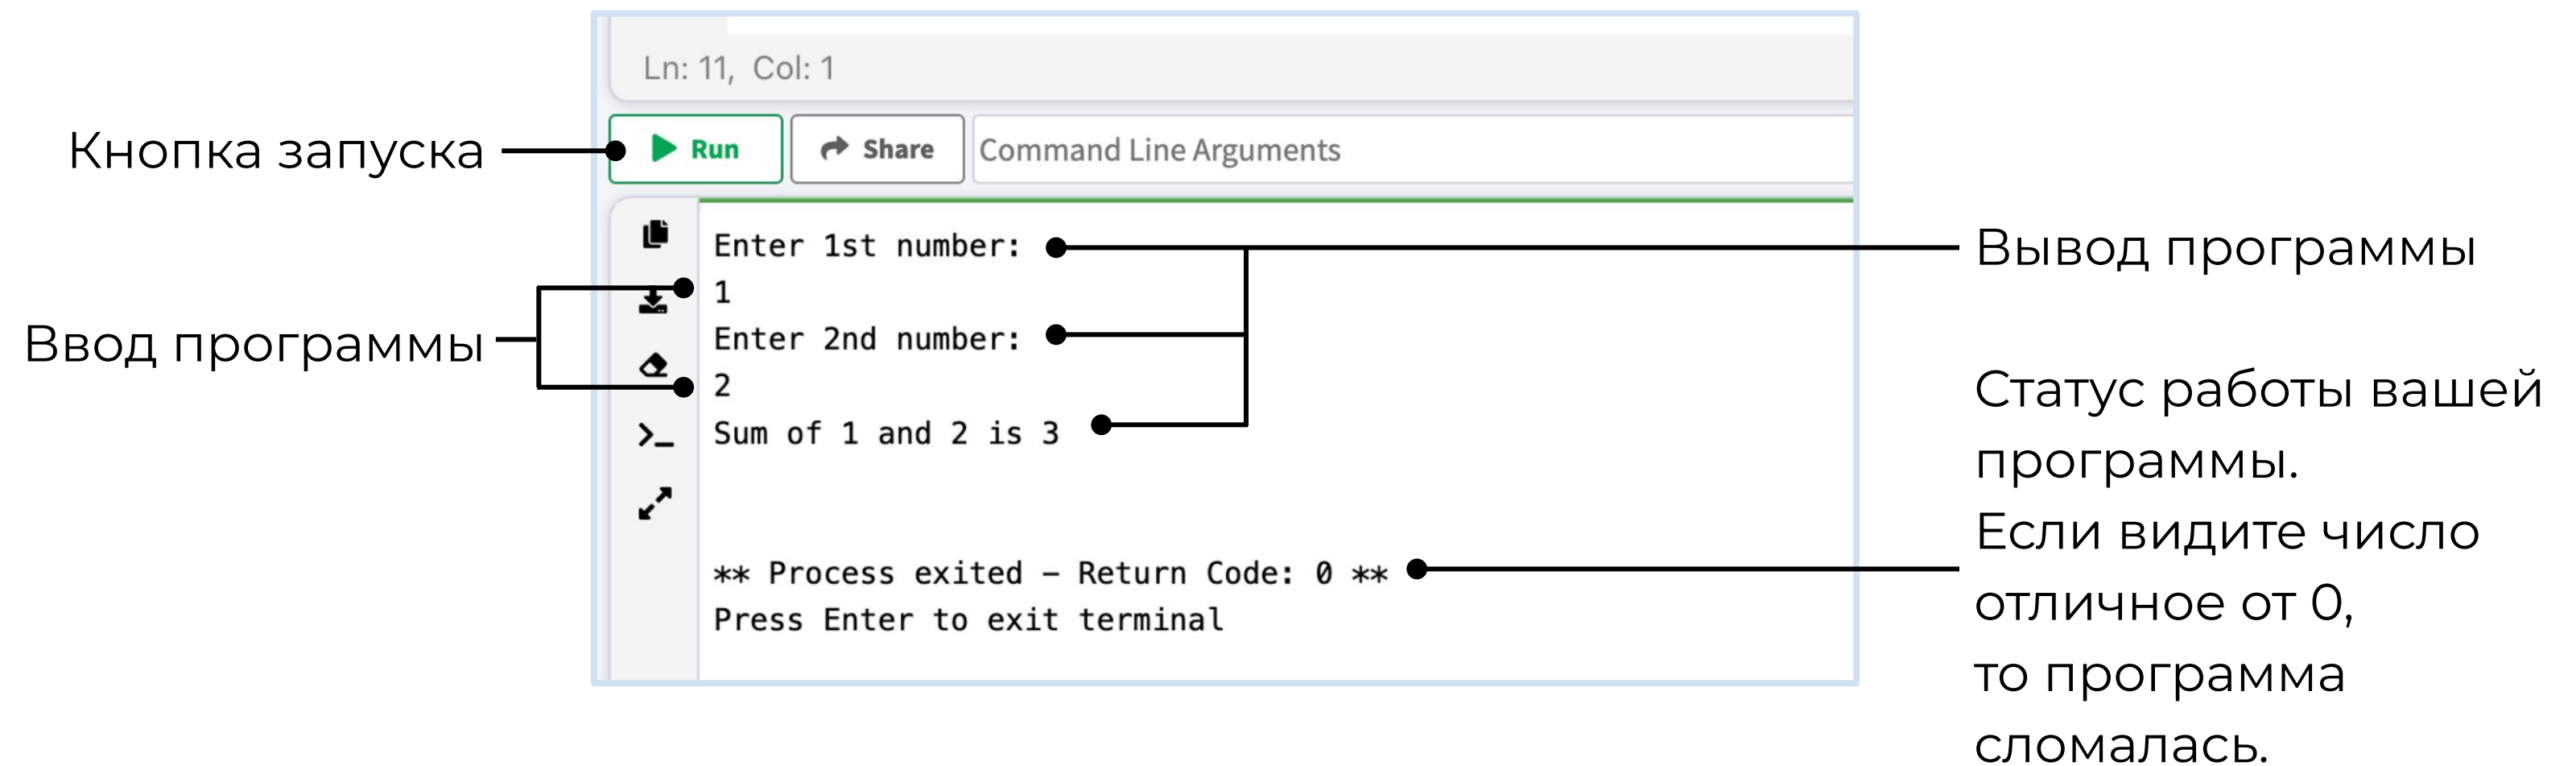 Ln: 11, Col: 1
Кнопка запуска
Run
Share
Command Line Arguments
Enter 1st number:
Вывод программы
1
Enter 2nd number:
Ввод программы
2
Sum of 1 and 2 is 3
Статус работы вашей
программы.
Если видите число
отличное от 0,
то программа
сломалась.
** Process exited – Return Code: 0 **
Press Enter to exit terminal